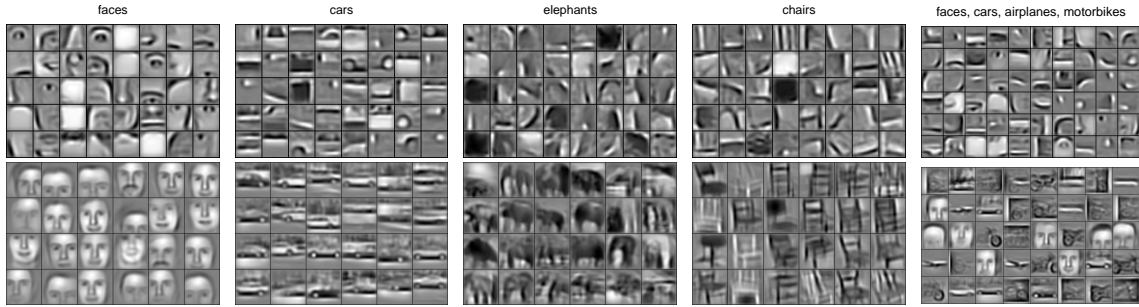 faces
cars
elephants
chairs
faces, cars, airplanes, motorbikes